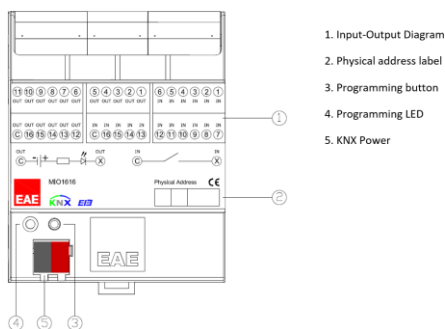 1. Input-Output Diagram
2. Physical address label
3. Programming button
4. Programming LED
5. KNX Power
11 10 9 8 7 6 5 4 3 2 1 6 5 4 3 2 1
OUT OUT OUT OUT OUT OUT OUT OUT OUT OUT OUT IN IN IN IN IN IN
OUT OUT OUT OUT OUT OUT IN IN IN IN IN IN IN IN IN IN
C 16 15 14 13 12 C 16 15 14 13 12 11 10 9 8 7
1
OUT OUT IN IN
C + X C X
MIO1616 Physical Address CE
EAE KNX EIB
2
EAE
4 5 3